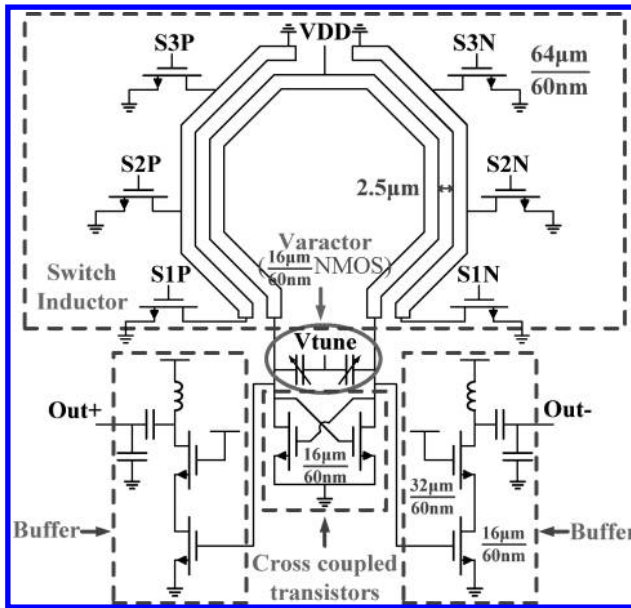 VDD
S3P
S3N
64μm
60nm
S2P
S2N
2.5μm
Varactor
(16μm/60nm NMOS)
Switch
Inductor
S1P
S1N
Vtune
Out+
Out-
16μm
60nm
32μm
60nm
16μm
60nm
Buffer
Buffer
Cross coupled
transistors